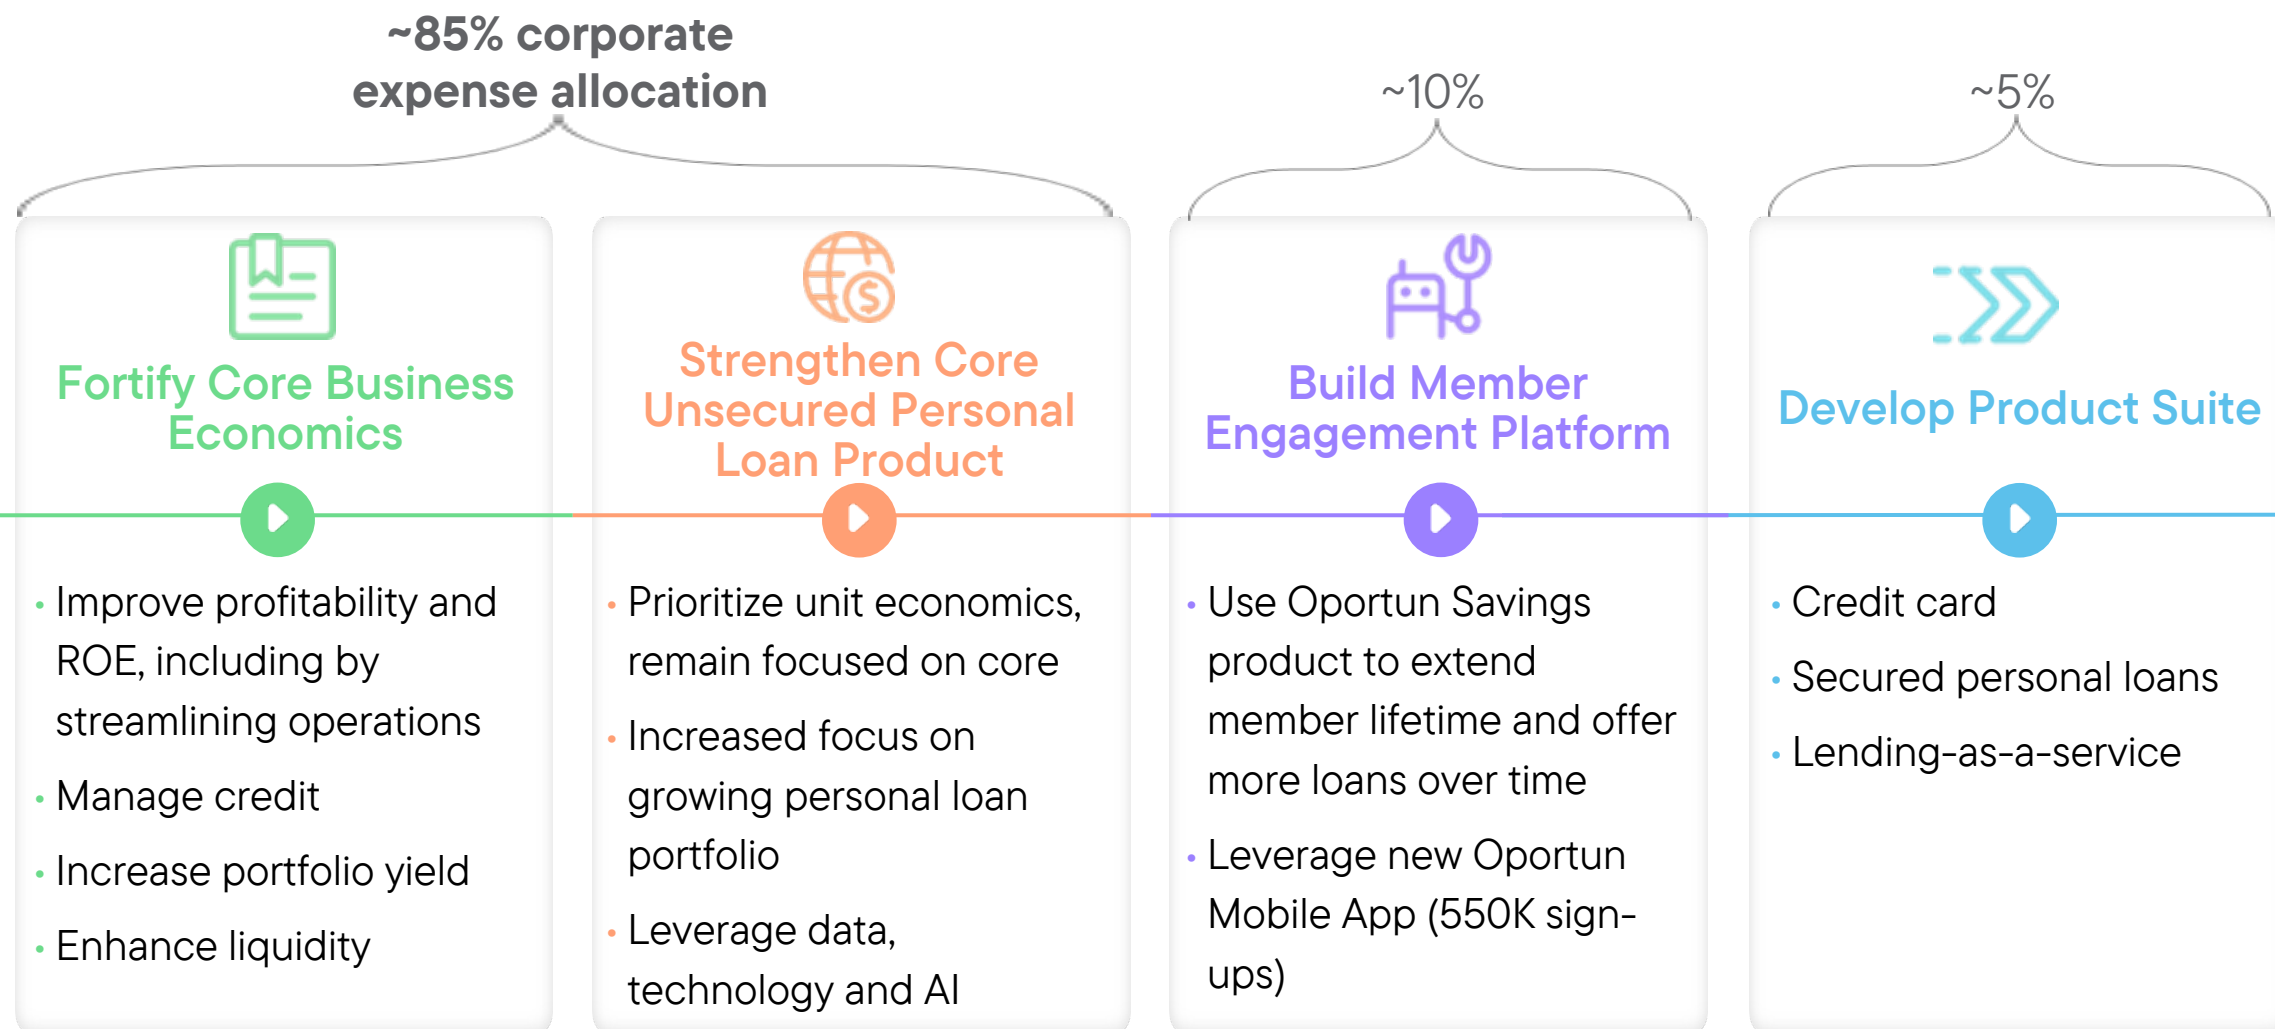 ~85% corporate
expense allocation
~10%
~5%
Fortify Core Business
Economics
• Improve profitability and
ROE, including by
streamlining operations
• Manage credit
• Increase portfolio yield
• Enhance liquidity
$
Strengthen Core
Unsecured Personal
Loan Product
• Prioritize unit economics,
remain focused on core
• Increased focus on
growing personal loan
portfolio
• Leverage data,
technology and AI
Build Member
Engagement Platform
• Use Oportun Savings
product to extend
member lifetime and offer
more loans over time
• Leverage new Oportun
Mobile App (550K sign-
ups)
Develop Product Suite
• Credit card
• Secured personal loans
• Lending-as-a-service